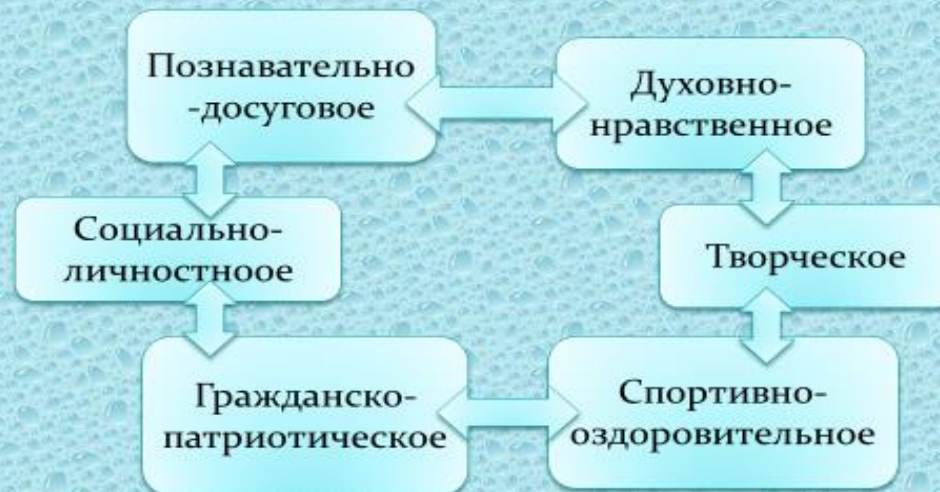 Познавательно
-досуговое
Духовно-
нравственное
Социально-
личностноое
Творческое
Гражданско-
патриотическое
Спортивно-
оздоровительное